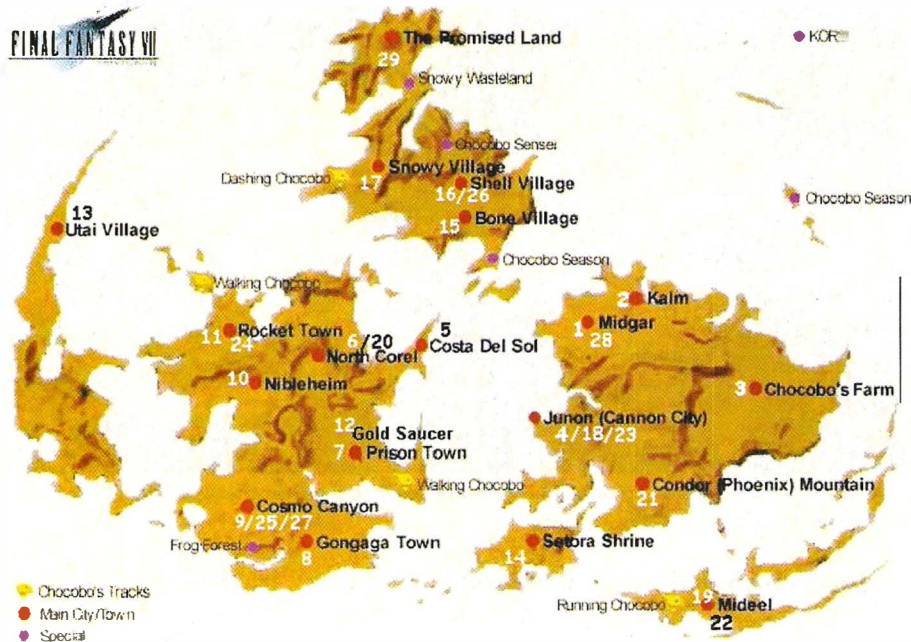 FINAL FANTASY VII
The Promised Land
29
KOR
Snowy Wasteland
Chocobo Sensei
Snowy Village
17
Dashing Chocobo
Shell Village
16/26
Chocobo Season
13
Utai Village
Bone Village
15
Chocobo Season
Walking Chocobo
2 Kalm
11 Rocket Town
24
6/20
North Corel
5
Costa Del Sol
1 Midgar
28
10 Nibleheim
3 Chocobo's Farm
12
Gold Saucer
7 Prison Town
Junon (Cannon City)
4/18/23
Walking Chocobo
Condor (Phoenix) Mountain
21
Cosmo Canyon
9/25/27
Frog Forest
Gongaga Town
8
Setora Shrine
14
Chocobo's Tracks
Main City/Town
Special
Running Chocobo
19
Mideel
22